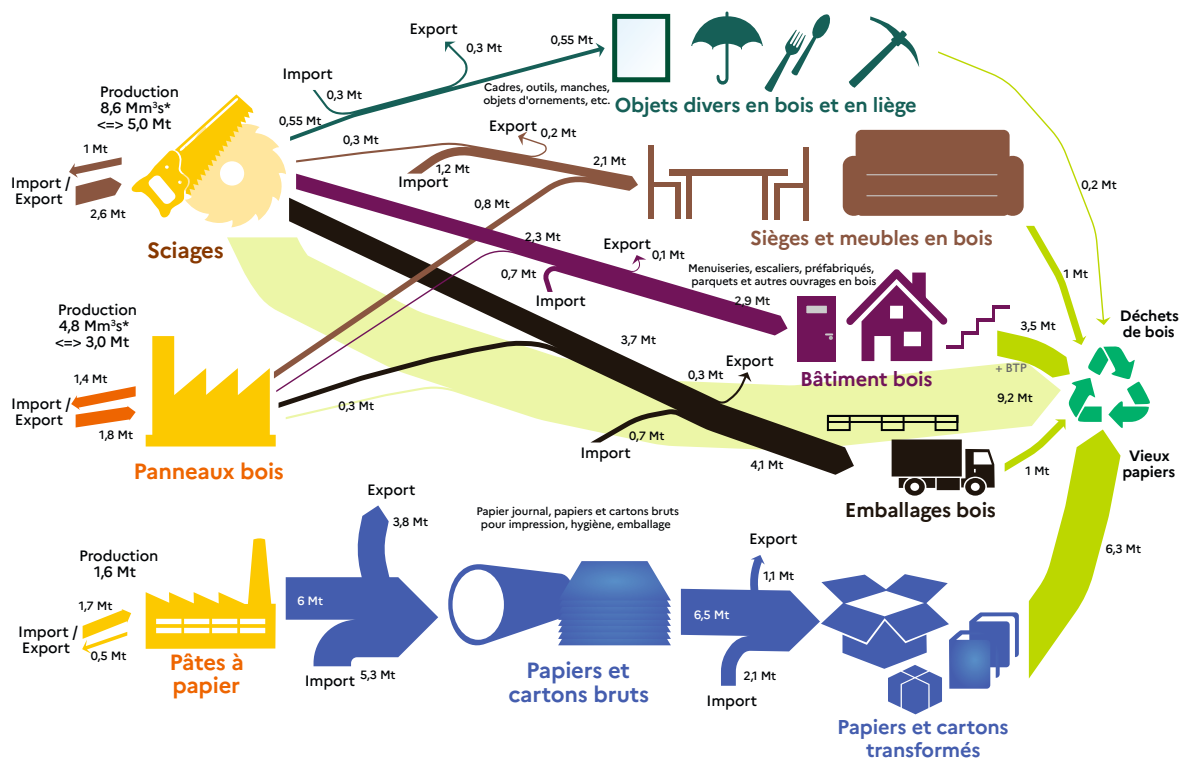 Export
0,55 Mt
0,3 Mt
Import
0,3 Mt
Cadres, outils, manches,
objets d'ornements, etc.
Objets divers en bois et en liège
Production
8,6 Mm³s*
<=> 5,0 Mt
0,55 Mt
1 Mt
Import /
Export
2,6 Mt
Sciages
0,3 Mt
Export
0,2 Mt
1,2 Mt
Import
2,1 Mt
0,8 Mt
Sièges et meubles en bois
0,2 Mt
2,3 Mt
Export
0,1 Mt
0,7 Mt
Import
Menuiseries, escaliers, préfabriqués,
parquets et autres ouvrages en bois
2,9 Mt
Bâtiment bois
1 Mt
3,5 Mt
+ BTP
9,2 Mt
Déchets
de bois
Production
4,8 Mm³s*
<=> 3,0 Mt
1,4 Mt
Import /
Export
1,8 Mt
Panneaux bois
0,3 Mt
3,7 Mt
Export
0,3 Mt
0,7 Mt
Import
4,1 Mt
Emballages bois
1 Mt
Vieux
papiers
6,3 Mt
Production
1,6 Mt
1,7 Mt
Import /
Export
0,5 Mt
Pâtes à
papier
Export
3,8 Mt
6 Mt
Import
5,3 Mt
Papier journal, papiers et cartons bruts
pour impression, hygiène, emballage
Papiers et
cartons bruts
Export
1,1 Mt
6,5 Mt
2,1 Mt
Import
Papiers et cartons
transformés